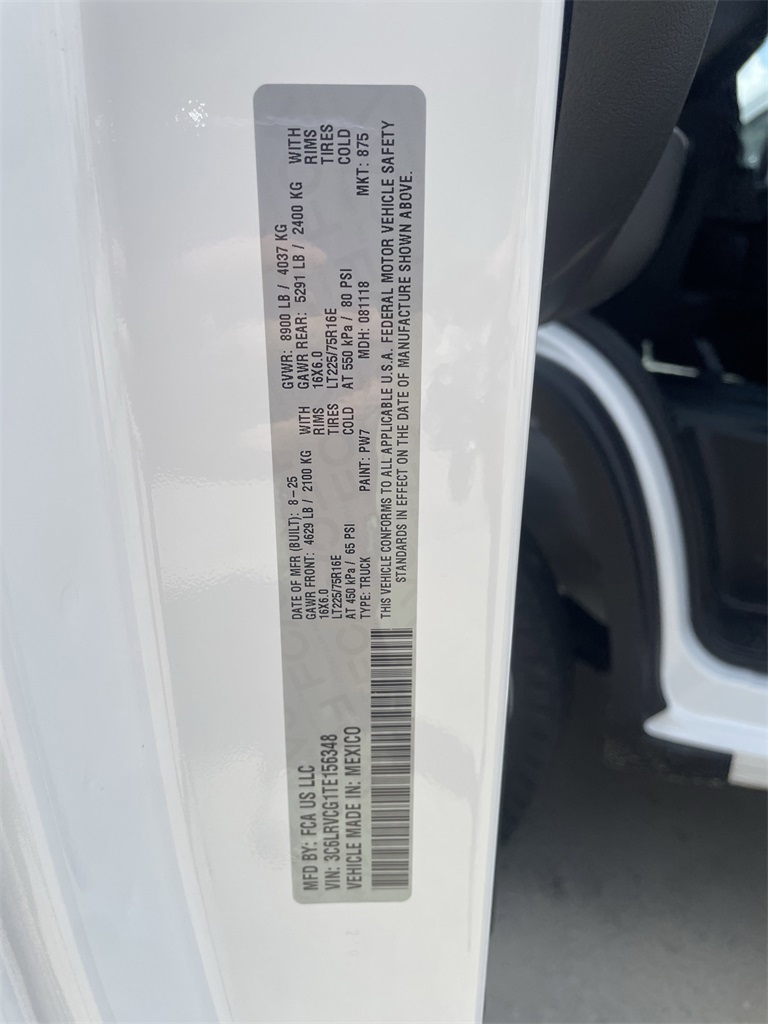 MFD BY: FCA US LLC
VIN: 3C6LRVCG1TE156348
VEHICLE MADE IN: MEXICO
DATE OF MFR (BUILT): 8-25 GVWR: 8900 LB / 4037 KG
GAWR FRONT: 4629 LB / 2100 KG WITH GAWR REAR: 5291 LB / 2400 KG WITH
16X6.0 RIMS 16X6.0 RIMS
LT225/75R16E TIRES LT225/75R16E TIRES
AT 450 kPa / 65 PSI COLD AT 550 kPa / 80 PSI COLD
TYPE: TRUCK PAINT: PW7 MDH: 081118 MKT: 875
THIS VEHICLE CONFORMS TO ALL APPLICABLE U.S.A. FEDERAL MOTOR VEHICLE SAFETY
STANDARDS IN EFFECT ON THE DATE OF MANUFACTURE SHOWN ABOVE.